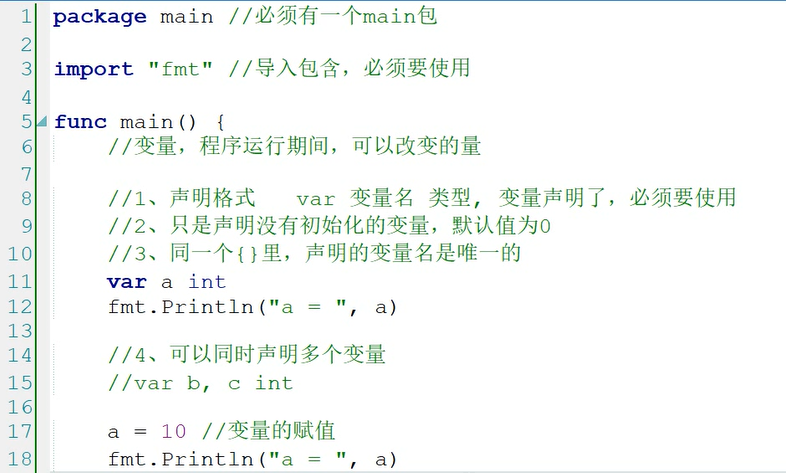 1 package main //必须有一个main包
2
3 import "fmt" //导入包含，必须要使用
4
5 func main() {
6 //变量，程序运行期间，可以改变的量
7
8 //1、声明格式 var 变量名 类型, 变量声明了，必须要使用
9 //2、只是声明没有初始化的变量，默认值为0
10 //3、同一个{}里，声明的变量名是唯一的
11 var a int
12 fmt.Println("a = ", a)
13
14 //4、可以同时声明多个变量
15 //var b, c int
16
17 a = 10 //变量的赋值
18 fmt.Println("a = ", a)